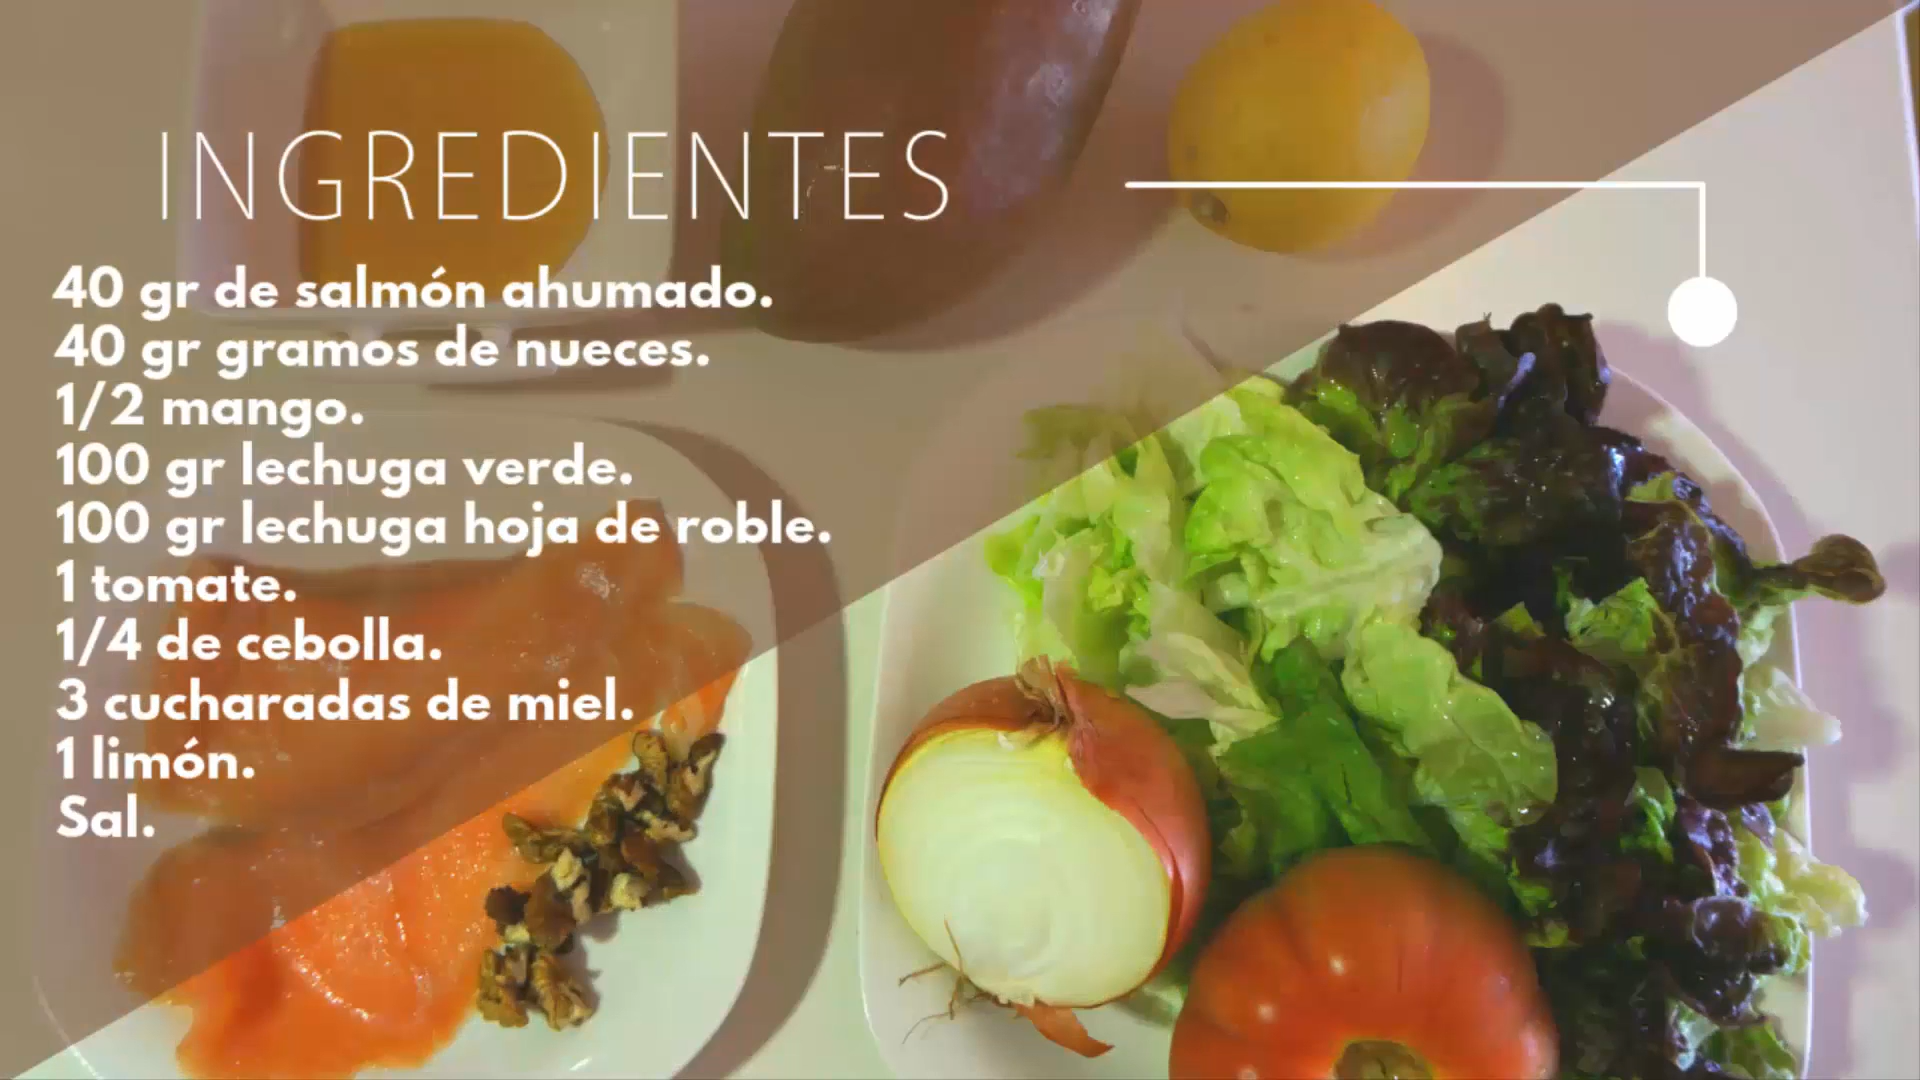 INGREDIENTES
40 gr de salmón ahumado.
40 gr gramos de nueces.
1/2 mango.
100 gr lechuga verde.
100 gr lechuga hoja de roble.
1 tomate.
1/4 de cebolla.
3 cucharadas de miel.
1 limón.
Sal.